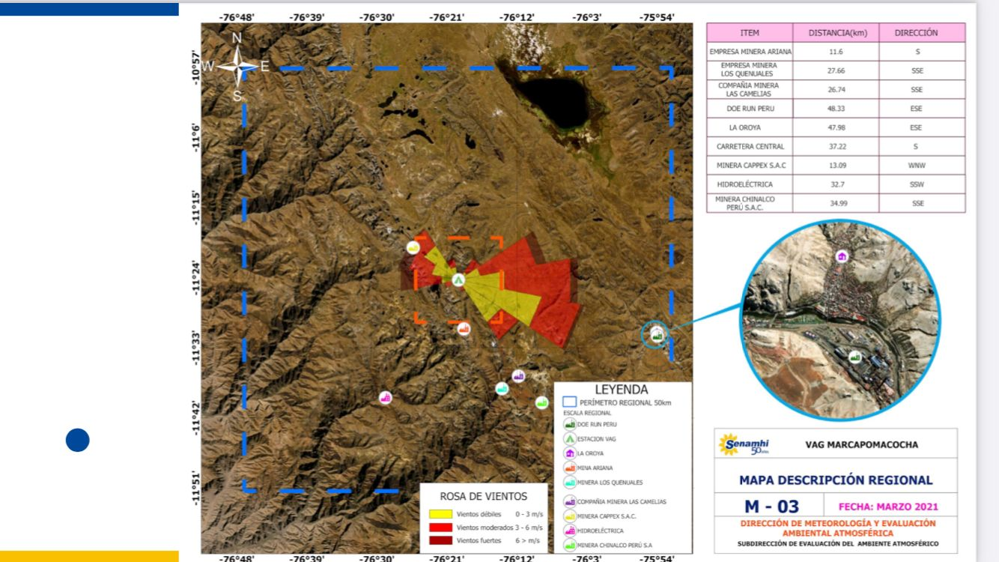 -76°48' -76°39' -76°30' -76°21' -76°12' -76°3' -75°54'
N
W E
S
-10°57'
-11°6'
-11°15'
-11°24'
-11°33'
-11°42'
-11°51'
ITEM DISTANCIA(km) DIRECCIÓN
EMPRESA MINERA ARIANA 11.6 S
EMPRESA MINERA
LOS QUENUALES 27.66 SSE
COMPAÑIA MINERA
LAS CAMELIAS 26.74 SSE
DOE RUN PERU 48.33 ESE
LA OROYA 47.98 ESE
CARRETERA CENTRAL 37.22 S
MINERA CAPPEX S.A.C 13.09 WNW
HIDROELÉCTRICA 32.7 SSW
MINERA CHINALCO
PERÚ S.A.C. 34.99 SSE
LEYENDA
PERÍMETRO REGIONAL 50km
ESCALA REGIONAL
DOE RUN PERU
ESTACION VAG
LA OROYA
MINA ARIANA
MINERA LOS QUENUALES
COMPAÑIA MINERA LAS CAMELIAS
MINERA CAPPEX S.A.C.
HIDROELÉCTRICA
MINERA CHINALCO PERÚ S.A
ROSA DE VIENTOS
Vientos débiles 0 - 3 m/s
Vientos moderados 3 - 6 m/s
Vientos fuertes 6 > m/s
-76°48' -76°39' -76°30' -76°21' -76°12' -76°3' -75°54'
Senamhi
50 años
VAG MARCAPOMACOCHA
MAPA DESCRIPCIÓN REGIONAL
M - 03 FECHA: MARZO 2021
DIRECCIÓN DE METEOROLOGÍA Y EVALUACIÓN
AMBIENTAL ATMOSFÉRICA
SUBDIRECCIÓN DE EVALUACIÓN DEL AMBIENTE ATMOSFÉRICO